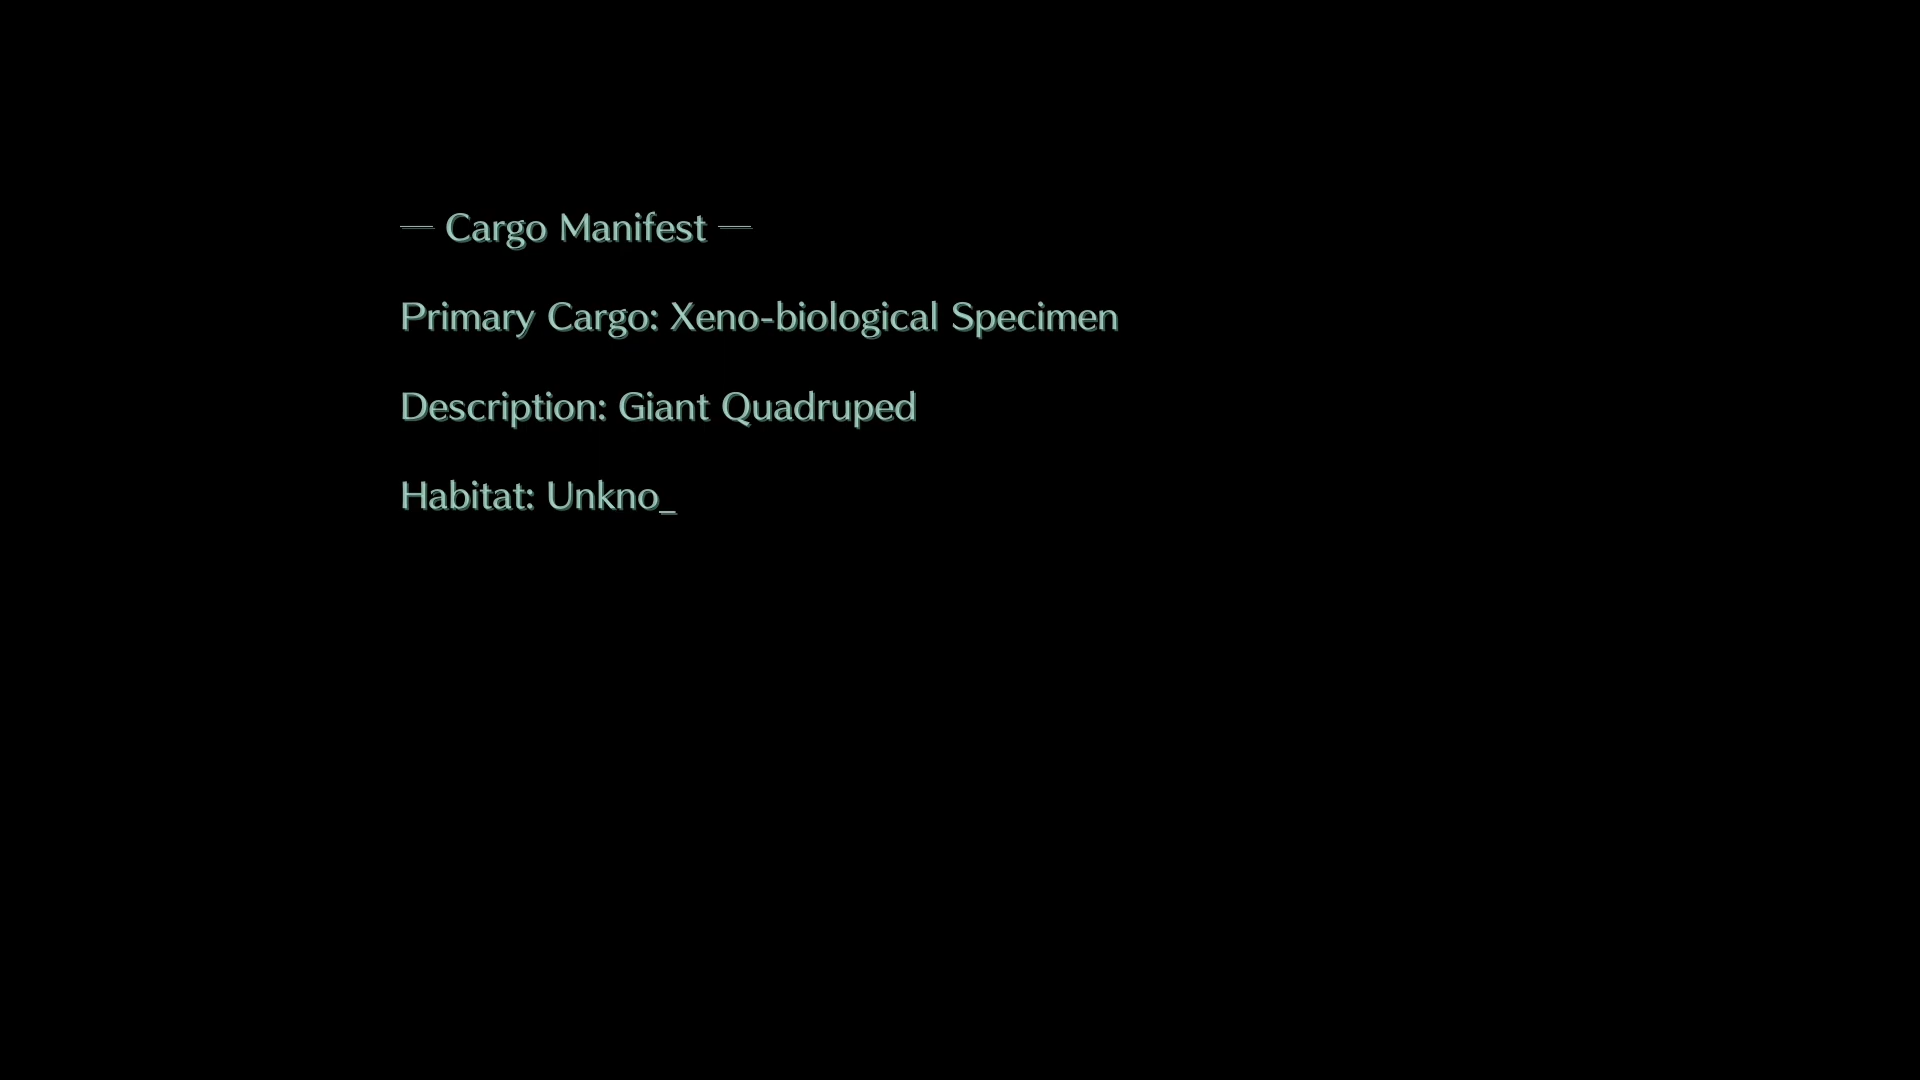 — Cargo Manifest —
Primary Cargo: Xeno-biological Specimen
Description: Giant Quadruped
Habitat: Unkno_